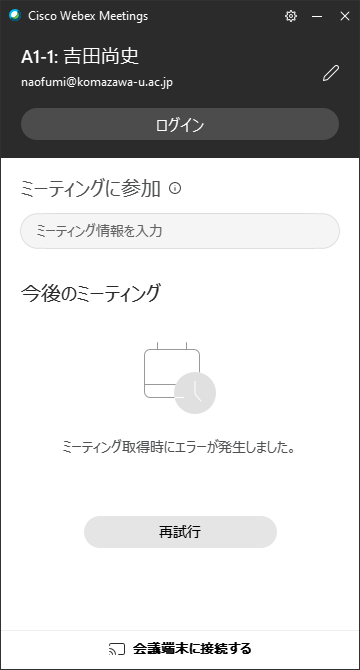 Cisco Webex Meetings
A1-1: 吉田尚史
naofumi@komazawa-u.ac.jp
ログイン
ミーティングに参加
ミーティング情報を入力
今後のミーティング
ミーティング取得時にエラーが発生しました。
再試行
会議端末に接続する